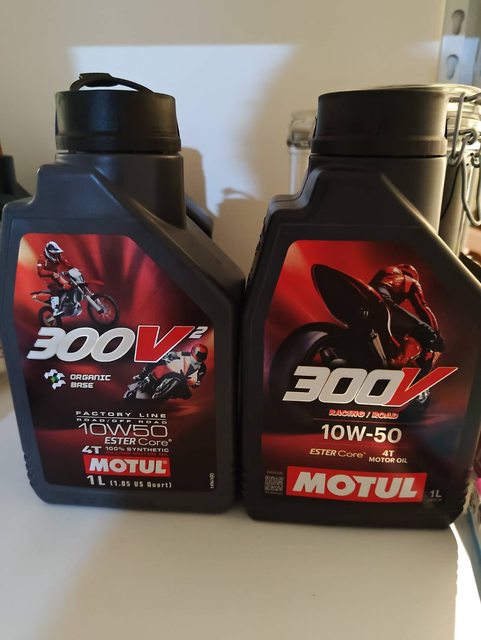 300V²
ORGANIC
BASE
FACTORY LINE
ROAD/OFF ROAD
10W50
ESTER Core®
4T 100% SYNTHETIC
MOTUL
1L (1.05 US Quart)
300V
RACING / ROAD
10W-50
ESTER Core® 4T
MOTOR OIL
MOTUL
1L